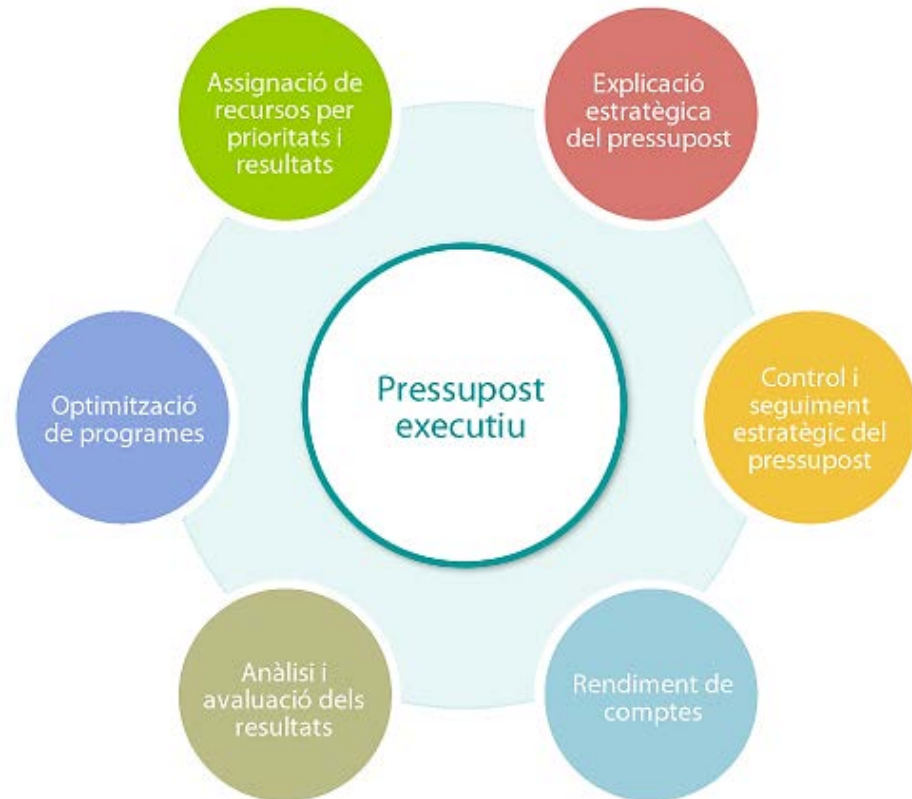 Assignació de
recursos per
prioritats i
resultats
Explicació
estratègica
del pressupost
Optimització
de programes
Pressupost
executiu
Control i
seguiment
estratègic del
pressupost
Anàlisi i
avaluació dels
resultats
Rendiment de
comptes